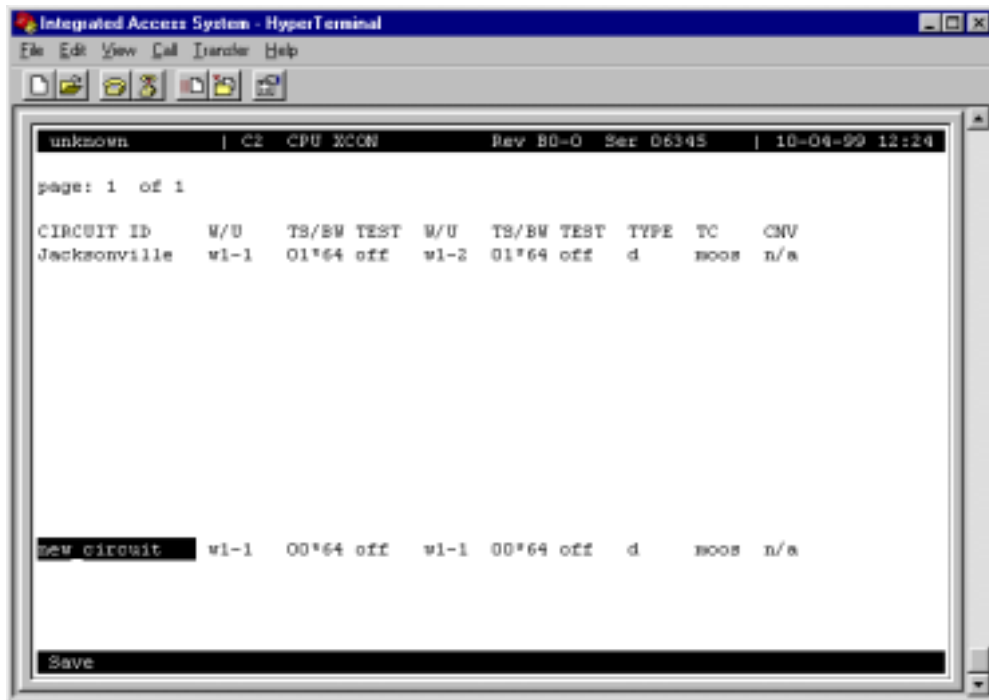 Integrated Access System - HyperTerminal
File Edit View Call Transfer Help
unknown | C2 CPU XCON Rev B0-0 Ser 06345 | 10-04-99 12:24
page: 1 of 1
CIRCUIT ID W/U TS/BW TEST W/U TS/BW TEST TYPE TC CNV
Jacksonville w1-1 01*64 off w1-2 01*64 off d moos n/a
new circuit w1-1 00*64 off w1-1 00*64 off d moos n/a
Save